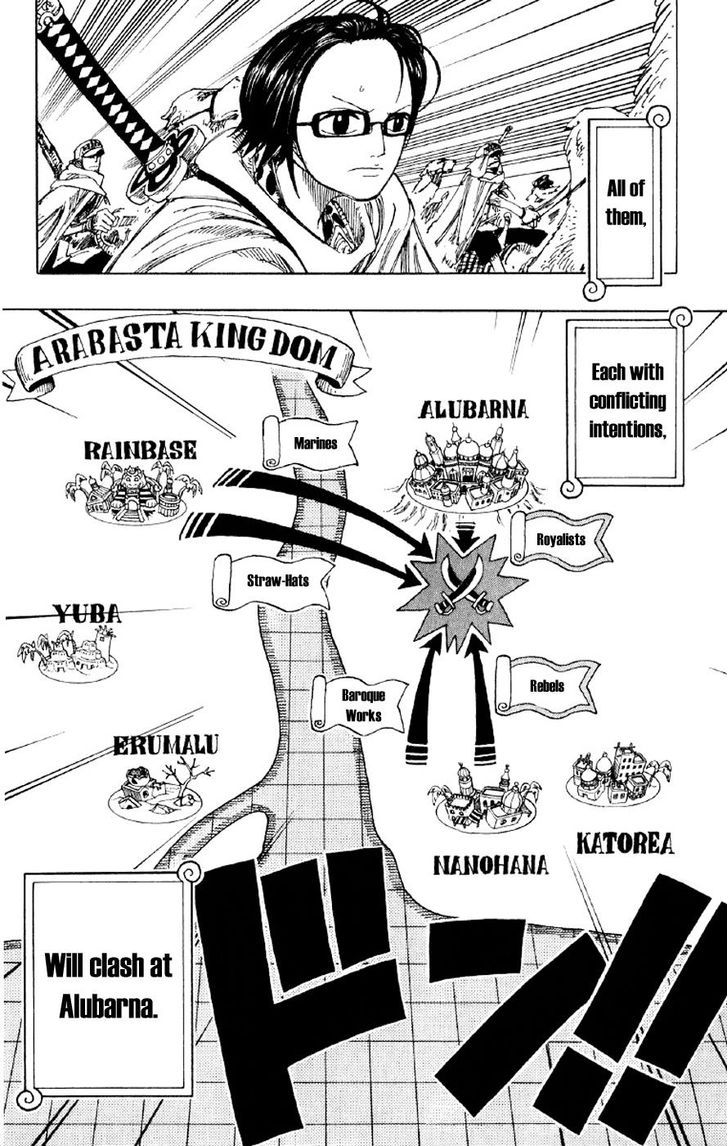 All of
them,
ARABASTA KINGDOM
Each with
conflicting
intentions,
ALUBARNA
Marines
RAINBASE
Royalists
Straw-Hats
YUBA
Baroque
Works
Rebels
ERUMALU
NANOHANA
KATOREA
Will clash at
Alubarna.
ドン!!